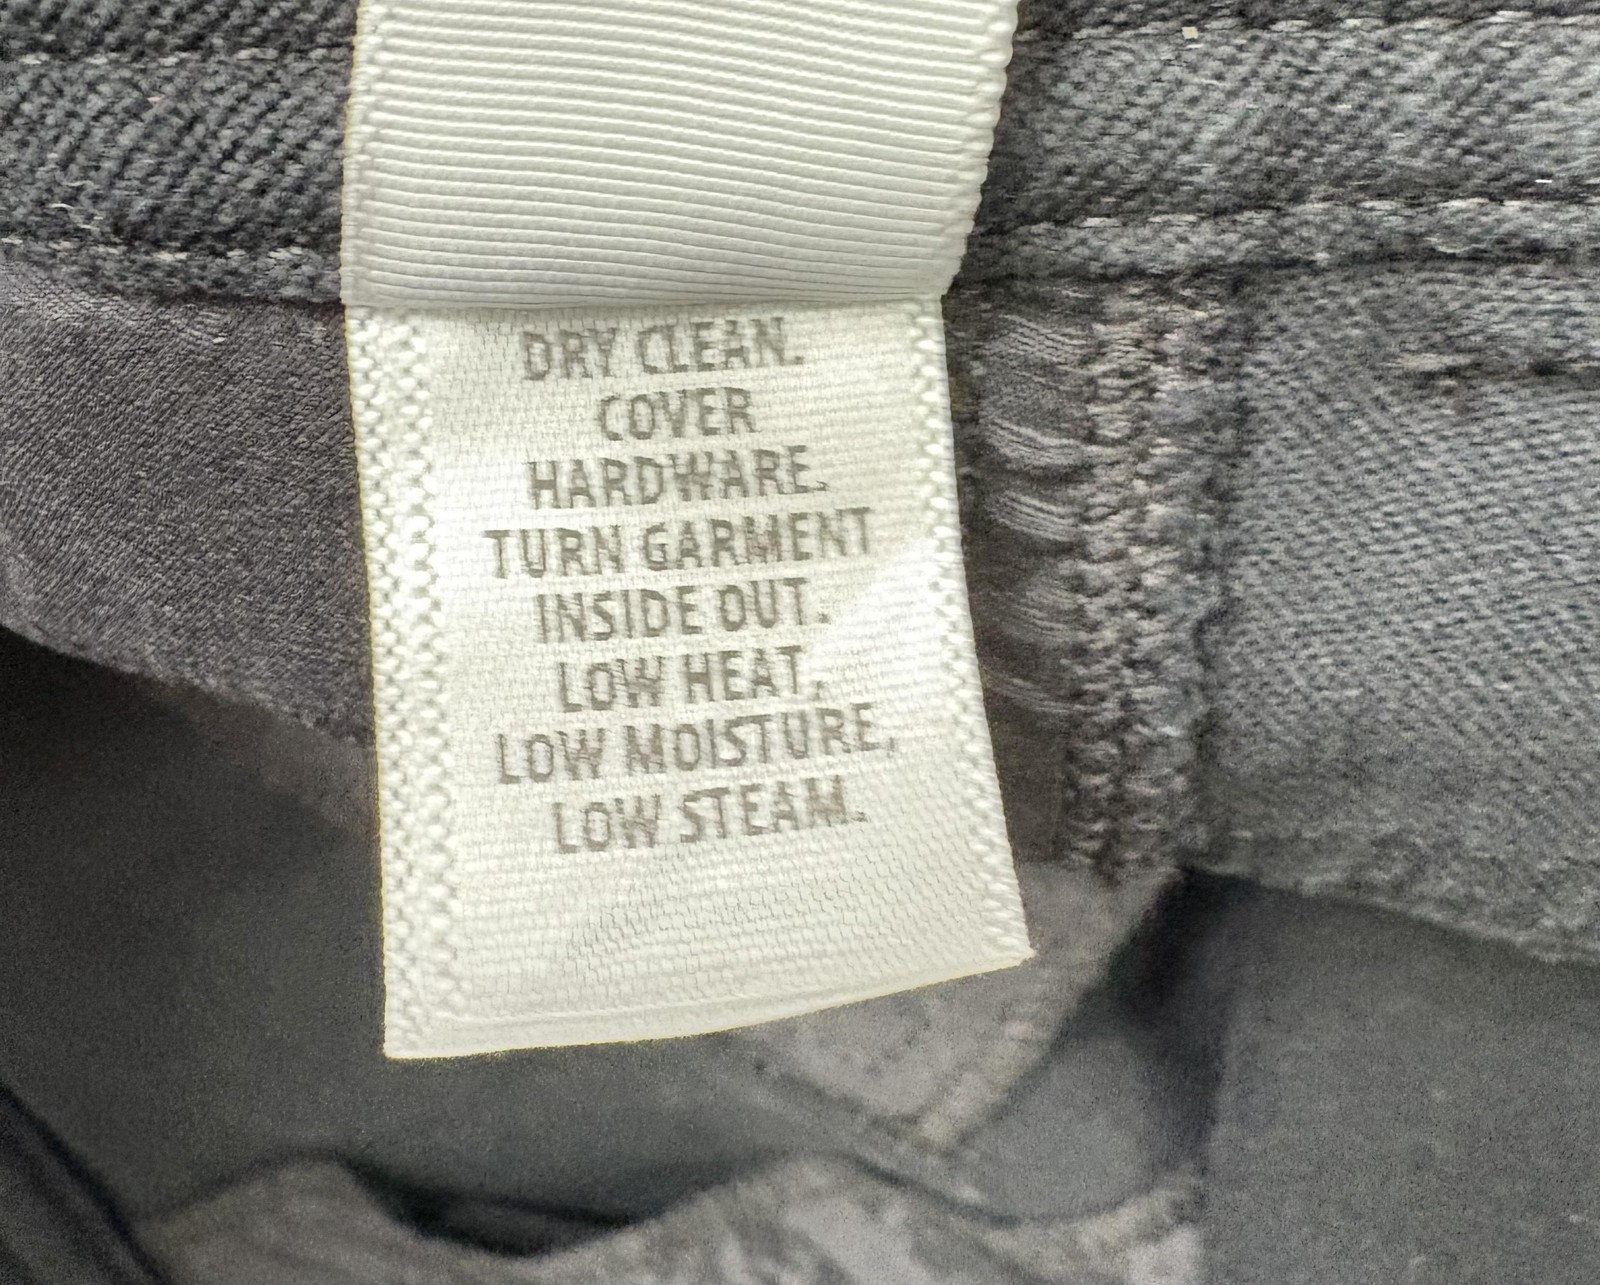 DRY CLEAN.
COVER
HARDWARE.
TURN GARMENT
INSIDE OUT.
LOW HEAT,
LOW MOISTURE,
LOW STEAM.